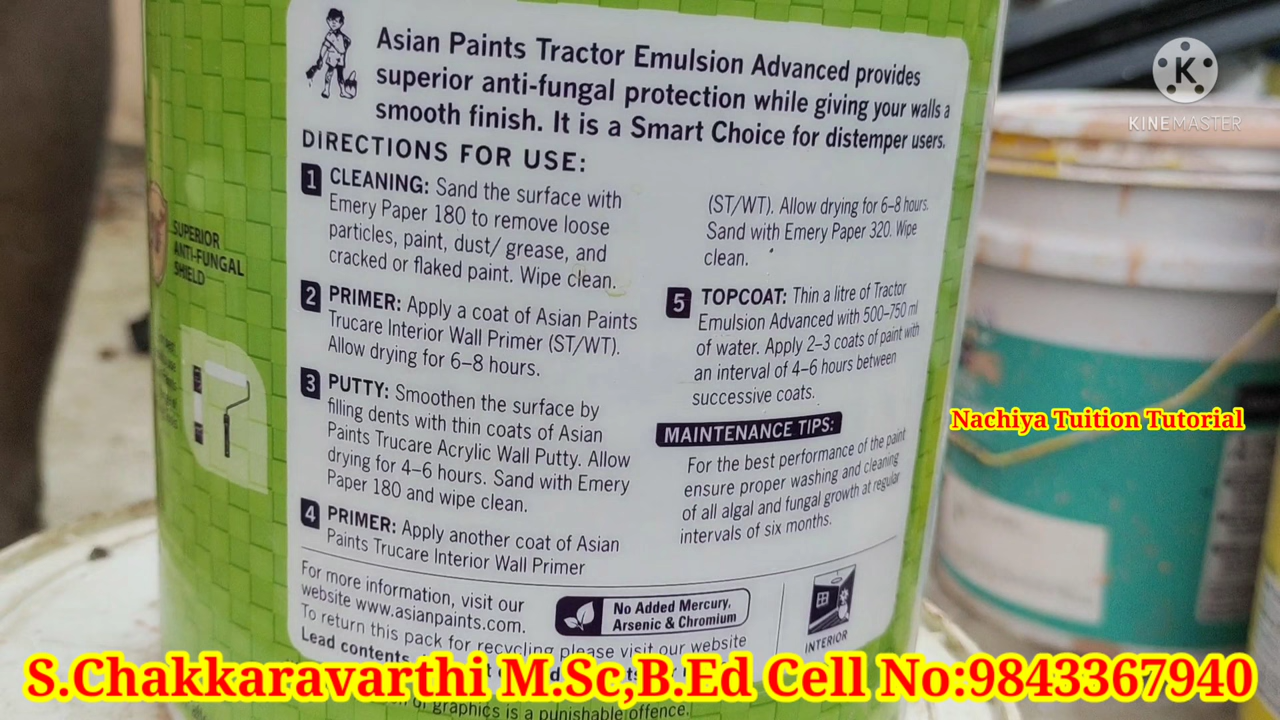 Asian Paints Tractor Emulsion Advanced provides
superior anti-fungal protection while giving your walls a
smooth finish. It is a Smart Choice for distemper users.
DIRECTIONS FOR USE:
1 CLEANING: Sand the surface with
Emery Paper 180 to remove loose
particles, paint, dust/ grease, and
cracked or flaked paint. Wipe clean.
2 PRIMER: Apply a coat of Asian Paints
Trucare Interior Wall Primer (ST/WT).
Allow drying for 6–8 hours.
3 PUTTY: Smoothen the surface by
filling dents with thin coats of Asian
Paints Trucare Acrylic Wall Putty. Allow
drying for 4–6 hours. Sand with Emery
Paper 180 and wipe clean.
4 PRIMER: Apply another coat of Asian
Paints Trucare Interior Wall Primer
(ST/WT). Allow drying for 6–8 hours.
Sand with Emery Paper 320. Wipe
clean.
5 TOPCOAT: Thin a litre of Tractor
Emulsion Advanced with 500–750 ml
of water. Apply 2–3 coats of paint with
an interval of 4–6 hours between
successive coats.
MAINTENANCE TIPS:
For the best performance of the paint
ensure proper washing and cleaning
of all algal and fungal growth at regular
intervals of six months.
For more information, visit our
website www.asianpaints.com.
To return this pack for recycling please visit our website
Lead contents
No Added Mercury,
Arsenic & Chromium
INTERIOR
of graphics is a punishable offence.
SUPERIOR
ANTI-FUNGAL
SHIELD
K
KINEMASTER
Nachiya Tuition Tutorial
S.Chakkaravarthi M.Sc,B.Ed Cell No:9843367940